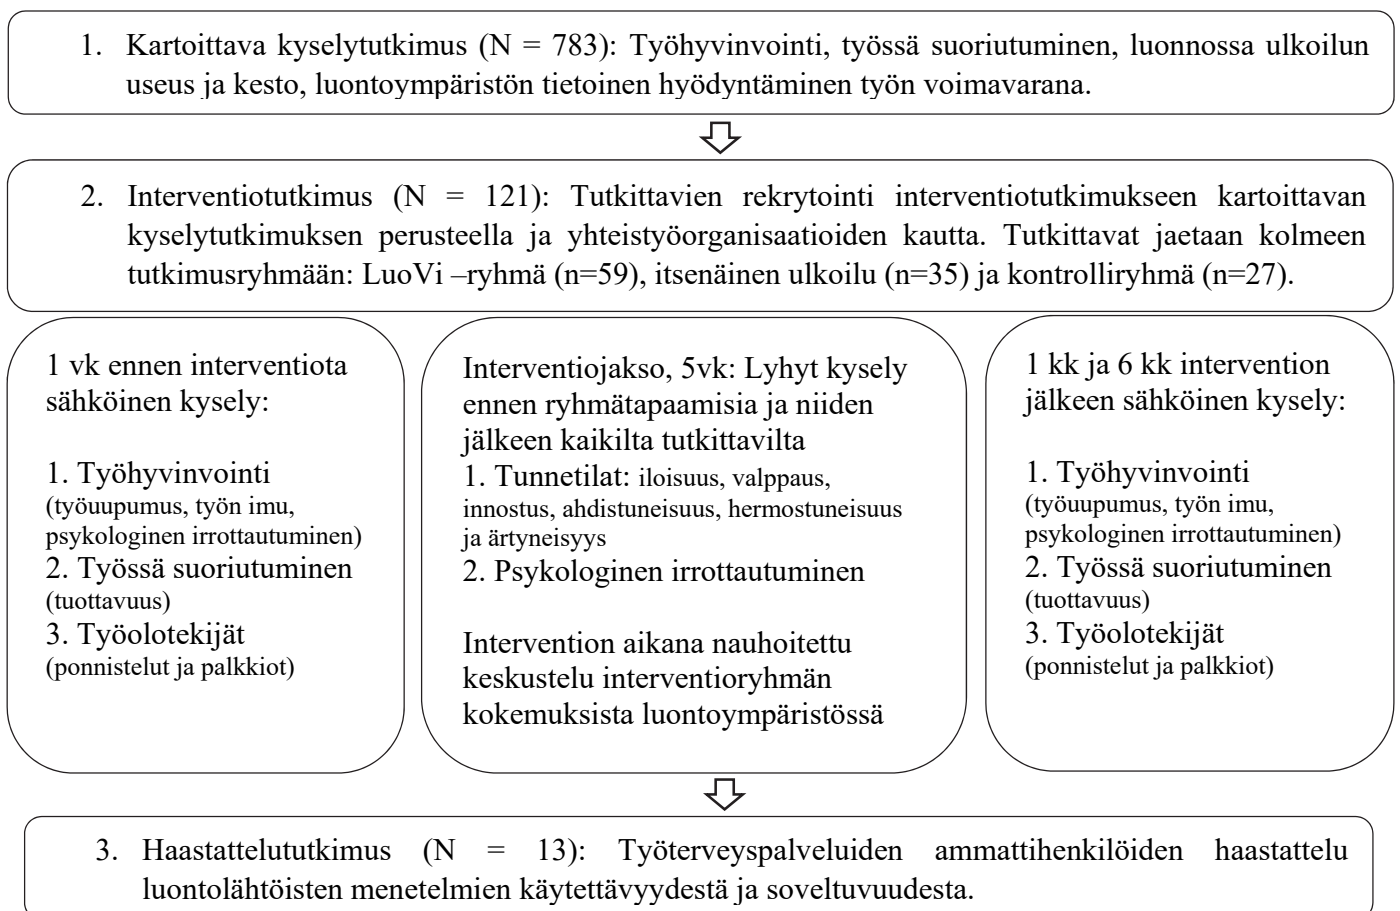 1. Kartoittava kyselytutkimus (N = 783): Työhyvinvointi, työssä suoriutuminen, luonnossa ulkoilun
useus ja kesto, luontoympäristön tietoinen hyödyntäminen työn voimavarana.
2. Interventiotutkimus (N = 121): Tutkittavien rekrytointi interventiotutkimukseen kartoittavan
kyselytutkimuksen perusteella ja yhteistyöorganisaatioiden kautta. Tutkittavat jaetaan kolmeen
tutkimusryhmään: LuoVi –ryhmä (n=59), itsenäinen ulkoilu (n=35) ja kontrolliryhmä (n=27).
1 vk ennen interventiota
sähköinen kysely:
1. Työhyvinvointi
(työuupumus, työn imu,
psykologinen irrottautuminen)
2. Työssä suoriutuminen
(tuottavuus)
3. Työolotekijät
(ponnistelut ja palkkiot)
Interventiojakso, 5vk: Lyhyt kysely
ennen ryhmätapaamisia ja niiden
jälkeen kaikilta tutkittavilta
1. Tunnetilat: iloisuus, valppaus,
innostus, ahdistuneisuus, hermostuneisuus
ja ärtyneisyys
2. Psykologinen irrottautuminen
Intervention aikana nauhoitettu
keskustelu interventioryhmän
kokemuksista luontoympäristössä
1 kk ja 6 kk intervention
jälkeen sähköinen kysely:
1. Työhyvinvointi
(työuupumus, työn imu,
psykologinen irrottautuminen)
2. Työssä suoriutuminen
(tuottavuus)
3. Työolotekijät
(ponnistelut ja palkkiot)
3. Haastattelututkimus (N = 13): Työterveyspalveluiden ammattihenkilöiden haastattelu
luontolähtöisten menetelmien käytettävyydestä ja soveltuvuudesta.